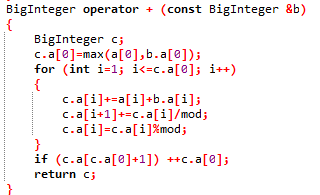 BigInteger operator + (const BigInteger &b)
{
BigInteger c;
c.a[0]=max(a[0],b.a[0]);
for (int i=1; i<=c.a[0]; i++)
{
c.a[i]+=a[i]+b.a[i];
c.a[i+1]+=c.a[i]/mod;
c.a[i]=c.a[i]%mod;
}
if (c.a[c.a[0]+1]) ++c.a[0];
return c;
}